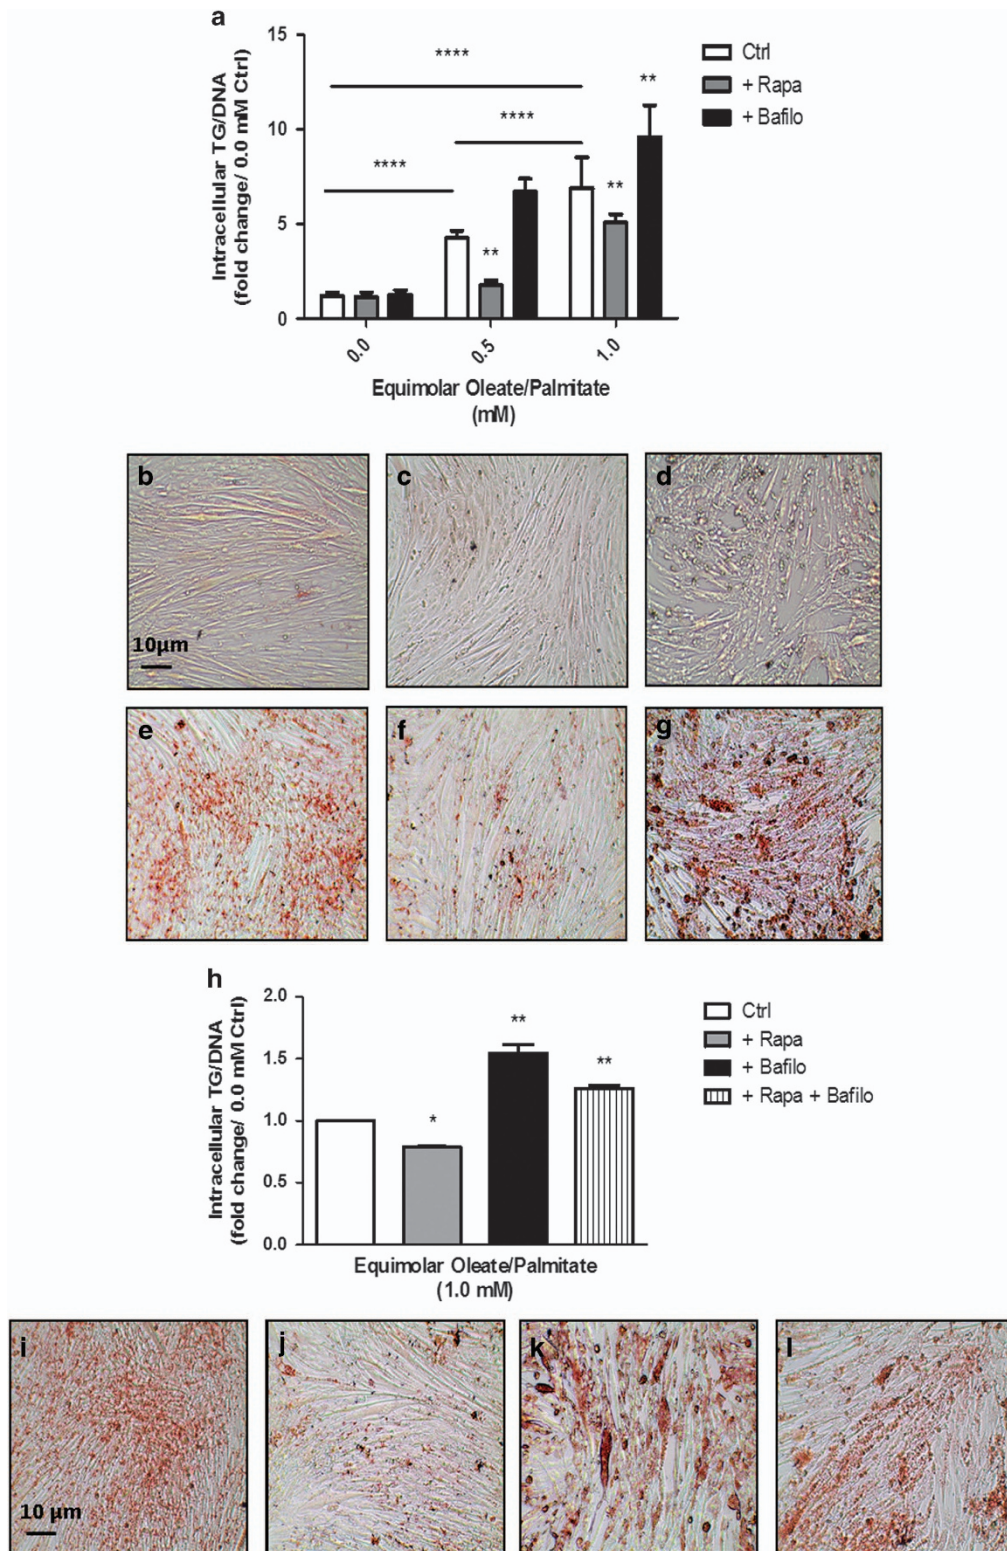 a
Intracellular TG/DNA
(fold change/ 0.0 mM Ctrl)
15
10
5
0
****
****
****
**
**
**
Ctrl
+ Rapa
+ Bafilo
0.0
0.5
1.0
Equimolar Oleate/Palmitate
(mM)
b
c
d
10μm
e
f
g
h
Intracellular TG/DNA
(fold change/ 0.0 mM Ctrl)
2.0
1.5
1.0
0.5
0.0
*
**
**
Ctrl
+ Rapa
+ Bafilo
+ Rapa + Bafilo
Equimolar Oleate/Palmitate
(1.0 mM)
i
j
k
l
10 μm